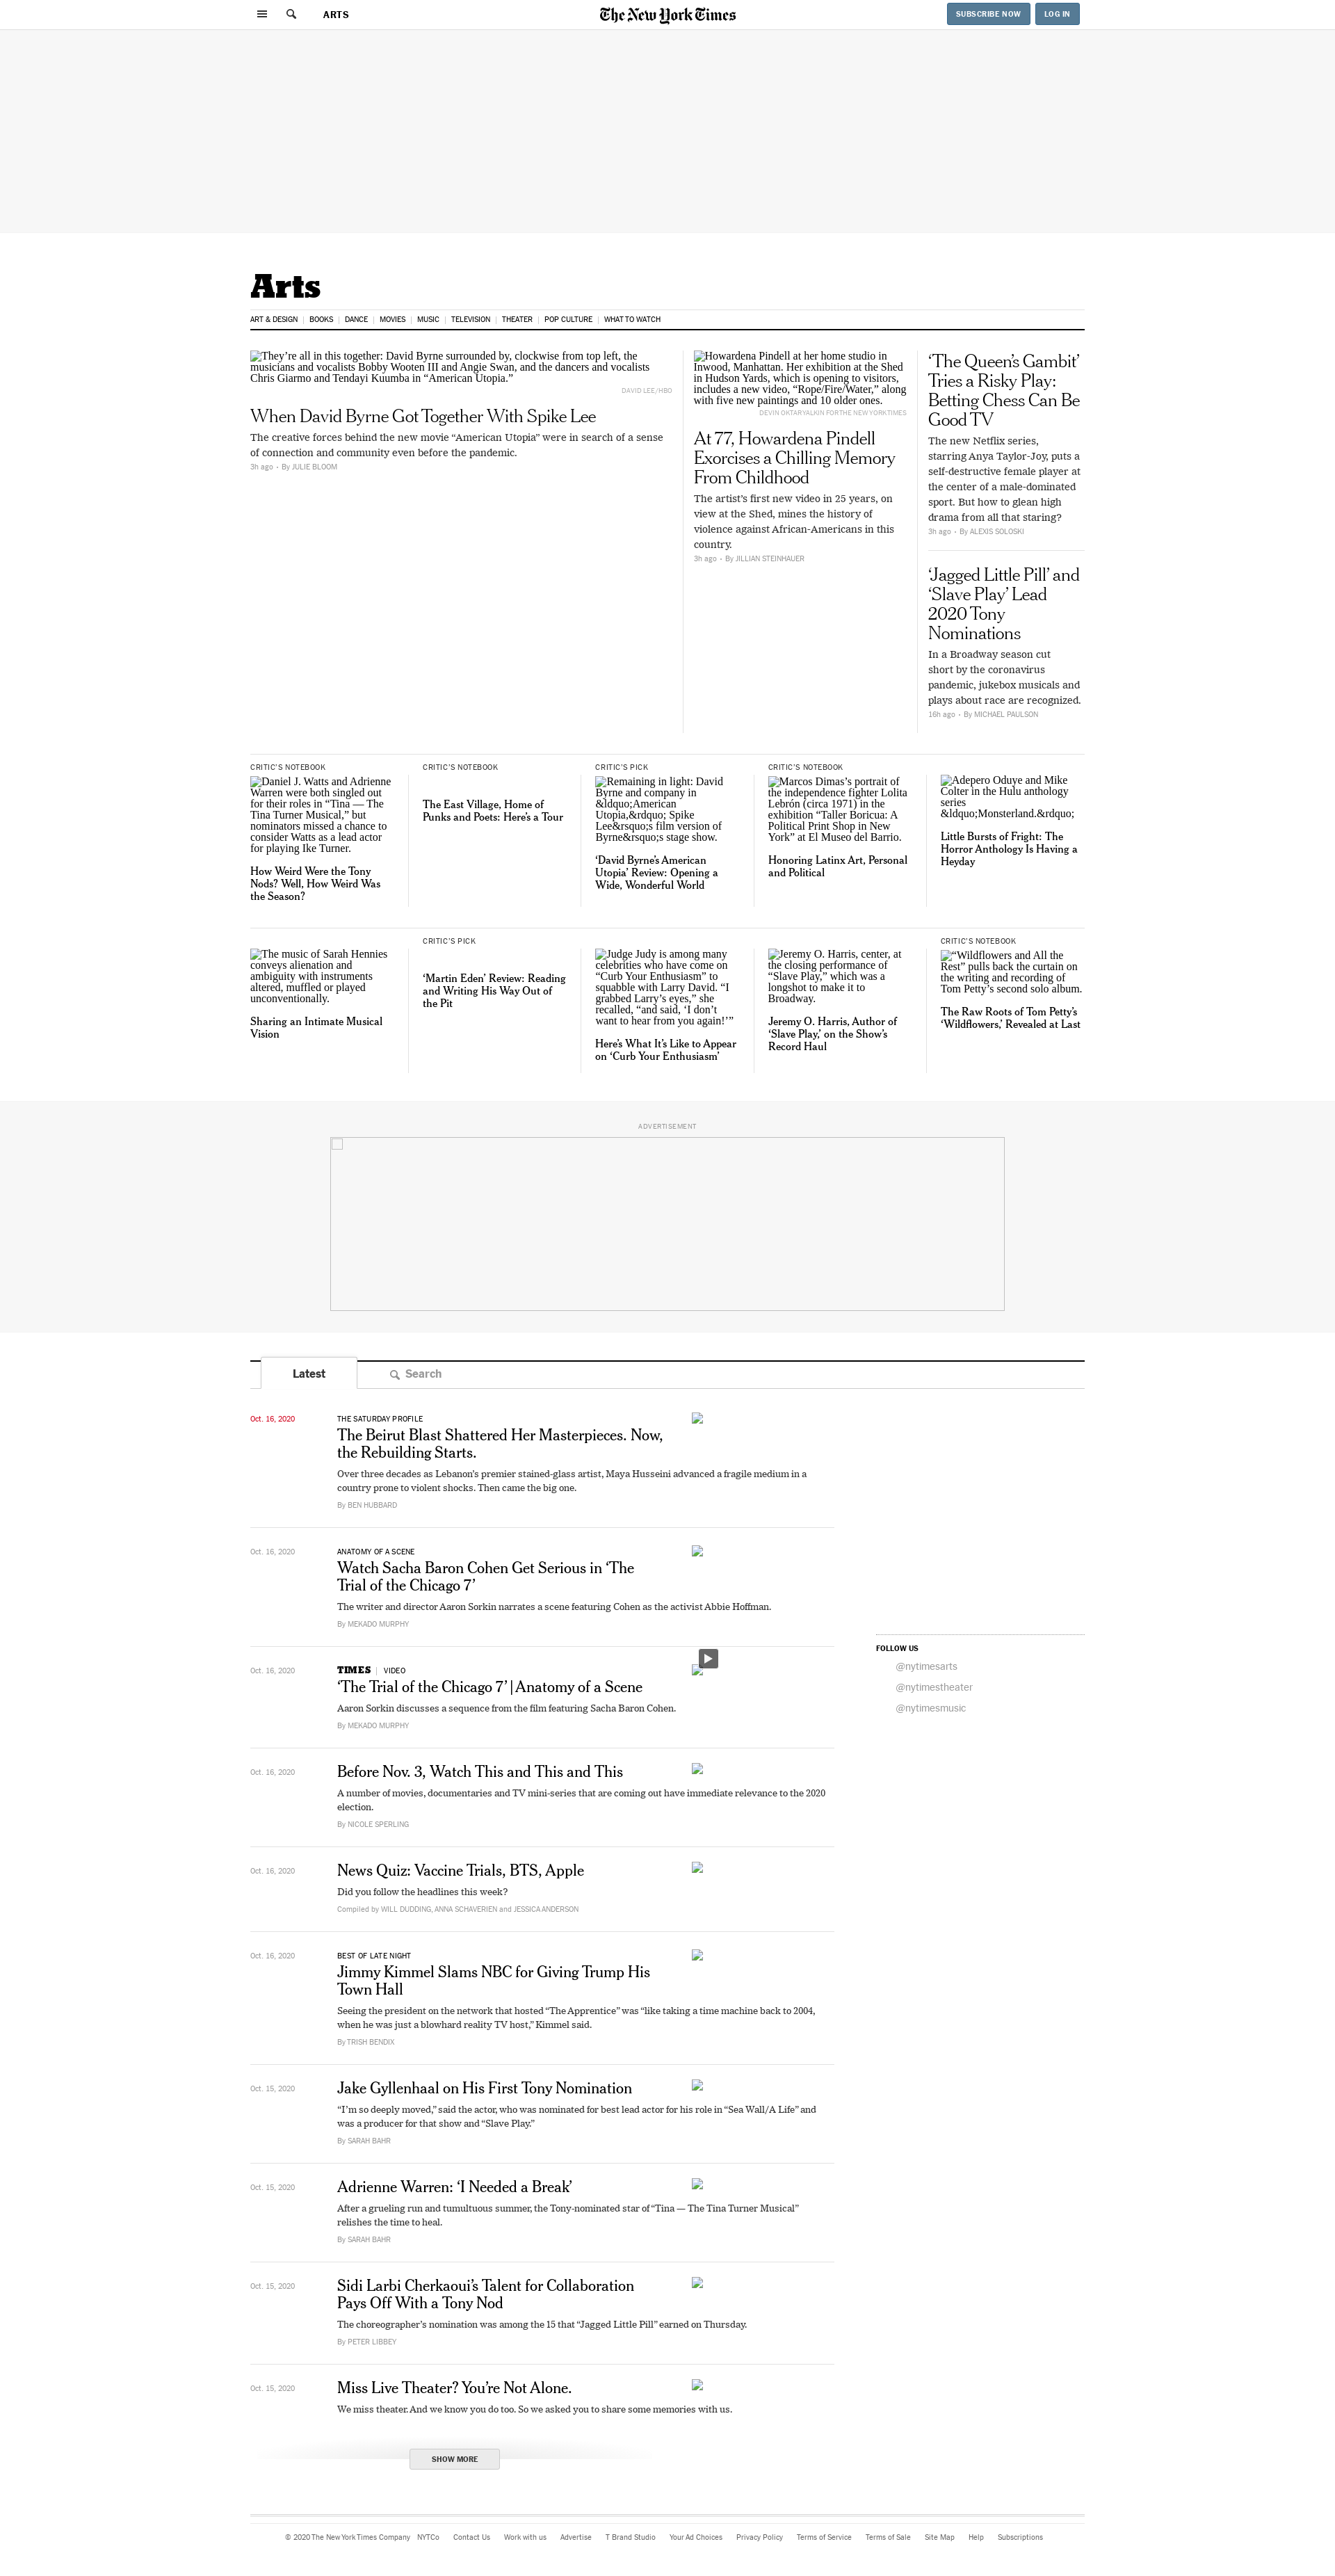 ARTS
The New York Times
SUBSCRIBE NOW
LOG IN
Arts
ART & DESIGN
BOOKS
DANCE
MOVIES
MUSIC
TELEVISION
THEATER
POP CULTURE
WHAT TO WATCH
They’re all in this together: David Byrne surrounded by, clockwise from top left, the
musicians and vocalists Bobby Wooten III and Angie Swan, and the dancers and vocalists
Chris Giarmo and Tendayi Kuumba in “American Utopia.”
DAVID LEE/HBO
When David Byrne Got Together With Spike Lee
The creative forces behind the new movie “American Utopia” were in search of a sense
of connection and community even before the pandemic.
3h ago · By JULIE BLOOM
Howardena Pindell at her home studio in
Inwood, Manhattan. Her exhibition at the Shed
in Hudson Yards, which is opening to visitors,
includes a new video, “Rope/Fire/Water,” along
with five new paintings and 10 older ones.
DEVIN OKTAR YALKIN FOR THE NEW YORK TIMES
At 77, Howardena Pindell
Exorcises a Chilling Memory
From Childhood
The artist’s first new video in 25 years, on
view at the Shed, mines the history of
violence against African-Americans in this
country.
3h ago · By JILLIAN STEINHAUER
‘The Queen’s Gambit’
Tries a Risky Play:
Betting Chess Can Be
Good TV
The new Netflix series,
starring Anya Taylor-Joy, puts a
self-destructive female player at
the center of a male-dominated
sport. But how to glean high
drama from all that staring?
3h ago · By ALEXIS SOLOSKI
‘Jagged Little Pill’ and
‘Slave Play’ Lead
2020 Tony
Nominations
In a Broadway season cut
short by the coronavirus
pandemic, jukebox musicals and
plays about race are recognized.
16h ago · By MICHAEL PAULSON
CRITIC’S NOTEBOOK
Daniel J. Watts and Adrienne
Warren were both singled out
for their roles in “Tina — The
Tina Turner Musical,” but
nominators missed a chance to
consider Watts as a lead actor
for playing Ike Turner.
How Weird Were the Tony
Nods? Well, How Weird Was
the Season?
CRITIC’S NOTEBOOK
The East Village, Home of
Punks and Poets: Here’s a Tour
CRITIC’S PICK
Remaining in light: David
Byrne and company in
&ldquo;American
Utopia,&rdquo; Spike
Lee&rsquo;s film version of
Byrne&rsquo;s stage show.
‘David Byrne’s American
Utopia’ Review: Opening a
Wide, Wonderful World
CRITIC’S NOTEBOOK
Marcos Dimas’s portrait of
the independence fighter Lolita
Lebrón (circa 1971) in the
exhibition “Taller Boricua: A
Political Print Shop in New
York” at El Museo del Barrio.
Honoring Latinx Art, Personal
and Political
Adepero Oduye and Mike
Colter in the Hulu anthology
series
&ldquo;Monsterland.&rdquo;
Little Bursts of Fright: The
Horror Anthology Is Having a
Heyday
The music of Sarah Hennies
conveys alienation and
ambiguity with instruments
altered, muffled or played
unconventionally.
Sharing an Intimate Musical
Vision
CRITIC’S PICK
‘Martin Eden’ Review: Reading
and Writing His Way Out of
the Pit
Judge Judy is among many
celebrities who have come on
“Curb Your Enthusiasm” to
squabble with Larry David. “I
grabbed Larry’s eyes,” she
recalled, “and said, ‘I don’t
want to hear from you again!’”
Here’s What It’s Like to Appear
on ‘Curb Your Enthusiasm’
Jeremy O. Harris, center, at
the closing performance of
“Slave Play,” which was a
longshot to make it to
Broadway.
Jeremy O. Harris, Author of
‘Slave Play,’ on the Show’s
Record Haul
CRITIC’S NOTEBOOK
“Wildflowers and All the
Rest” pulls back the curtain on
the writing and recording of
Tom Petty’s second solo album.
The Raw Roots of Tom Petty’s
‘Wildflowers,’ Revealed at Last
ADVERTISEMENT
Latest
Search
Oct. 16, 2020
THE SATURDAY PROFILE
The Beirut Blast Shattered Her Masterpieces. Now,
the Rebuilding Starts.
Over three decades as Lebanon’s premier stained-glass artist, Maya Husseini advanced a fragile medium in a
country prone to violent shocks. Then came the big one.
By BEN HUBBARD
Oct. 16, 2020
ANATOMY OF A SCENE
Watch Sacha Baron Cohen Get Serious in ‘The
Trial of the Chicago 7’
The writer and director Aaron Sorkin narrates a scene featuring Cohen as the activist Abbie Hoffman.
By MEKADO MURPHY
Oct. 16, 2020
TIMES | VIDEO
‘The Trial of the Chicago 7’ | Anatomy of a Scene
Aaron Sorkin discusses a sequence from the film featuring Sacha Baron Cohen.
By MEKADO MURPHY
FOLLOW US
@nytimesarts
@nytimestheater
@nytimesmusic
Oct. 16, 2020
Before Nov. 3, Watch This and This and This
A number of movies, documentaries and TV mini-series that are coming out have immediate relevance to the 2020
election.
By NICOLE SPERLING
Oct. 16, 2020
News Quiz: Vaccine Trials, BTS, Apple
Did you follow the headlines this week?
Compiled by WILL DUDDING, ANNA SCHAVERIEN and JESSICA ANDERSON
Oct. 16, 2020
BEST OF LATE NIGHT
Jimmy Kimmel Slams NBC for Giving Trump His
Town Hall
Seeing the president on the network that hosted “The Apprentice” was “like taking a time machine back to 2004,
when he was just a blowhard reality TV host,” Kimmel said.
By TRISH BENDIX
Oct. 15, 2020
Jake Gyllenhaal on His First Tony Nomination
“I’m so deeply moved,” said the actor, who was nominated for best lead actor for his role in “Sea Wall/A Life” and
was a producer for that show and “Slave Play.”
By SARAH BAHR
Oct. 15, 2020
Adrienne Warren: ‘I Needed a Break’
After a grueling run and tumultuous summer, the Tony-nominated star of “Tina — The Tina Turner Musical”
relishes the time to heal.
By SARAH BAHR
Oct. 15, 2020
Sidi Larbi Cherkaoui’s Talent for Collaboration
Pays Off With a Tony Nod
The choreographer’s nomination was among the 15 that “Jagged Little Pill” earned on Thursday.
By PETER LIBBEY
Oct. 15, 2020
Miss Live Theater? You’re Not Alone.
We miss theater. And we know you do too. So we asked you to share some memories with us.
SHOW MORE
© 2020 The New York Times Company
NYTCo
Contact Us
Work with us
Advertise
T Brand Studio
Your Ad Choices
Privacy Policy
Terms of Service
Terms of Sale
Site Map
Help
Subscriptions